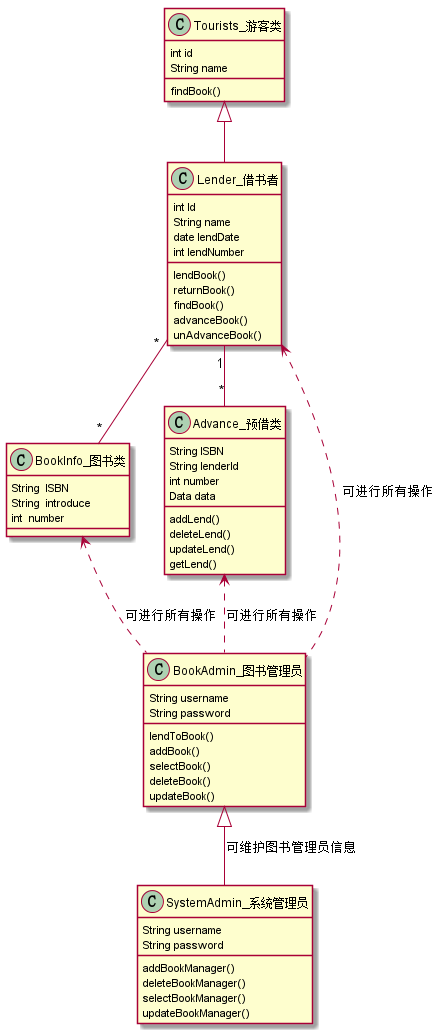 C Tourists_游客类
int id
String name
findBook()
C Lender_借书者
int Id
String name
date lendDate
int lendNumber
lendBook()
returnBook()
findBook()
advanceBook()
unAdvanceBook()
*
1
*
*
C BookInfo_图书类
String ISBN
String introduce
int number
C Advance_预借类
String ISBN
String lenderId
int number
Data data
addLend()
deleteLend()
updateLend()
getLend()
可进行所有操作
可进行所有操作
可进行所有操作
C BookAdmin_图书管理员
String username
String password
lendToBook()
addBook()
selectBook()
deleteBook()
updateBook()
可维护图书管理员信息
C SystemAdmin_系统管理员
String username
String password
addBookManager()
deleteBookManager()
selectBookManager()
updateBookManager()